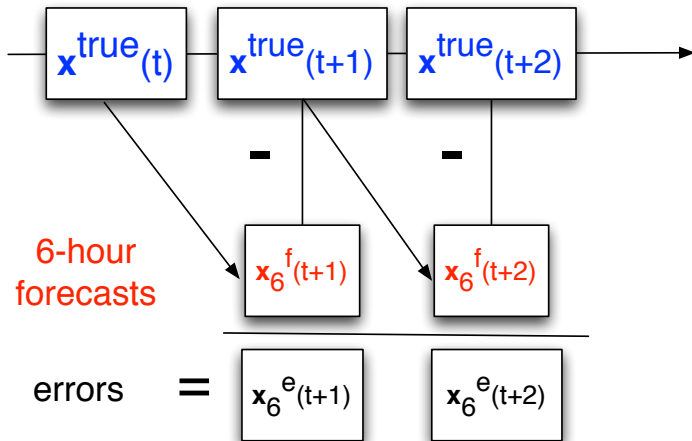 x^true(t) x^true(t+1) x^true(t+2)
- -
6-hour
forecasts
x6^f(t+1) x6^f(t+2)
errors = x6^e(t+1) x6^e(t+2)